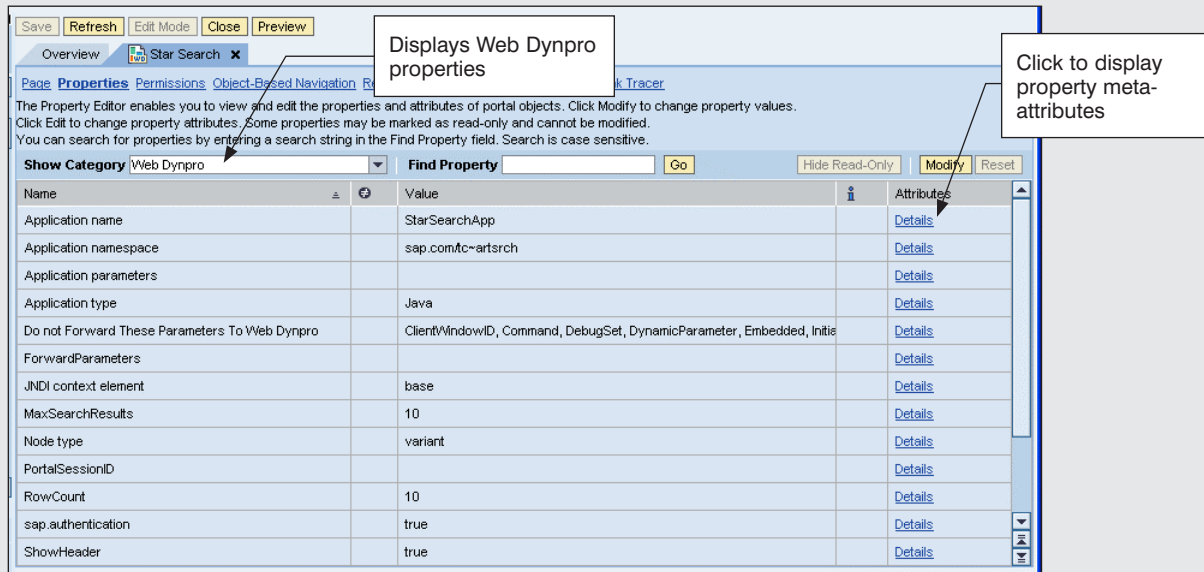 Save Refresh Edit Mode Close Preview
Displays Web Dynpro
properties
Overview Star Search
Click to display
property meta-
attributes
Page Properties Permissions Object-Based Navigation Tracer
The Property Editor enables you to view and edit the properties and attributes of portal objects. Click Modify to change property values.
Click Edit to change property attributes. Some properties may be marked as read-only and cannot be modified.
You can search for properties by entering a search string in the Find Property field. Search is case sensitive.
Show Category Web Dynpro Find Property Go Hide Read-Only Modify Reset
Name Value Attributes
Application name StarSearchApp Details
Application namespace sap.com/tc~artsrch Details
Application parameters Details
Application type Java Details
Do not Forward These Parameters To Web Dynpro ClientWindowID, Command, DebugSet, DynamicParameter, Embedded, Initia Details
ForwardParameters Details
JNDI context element base Details
MaxSearchResults 10 Details
Node type variant Details
PortalSessionID Details
RowCount 10 Details
sap.authentication true Details
ShowHeader true Details